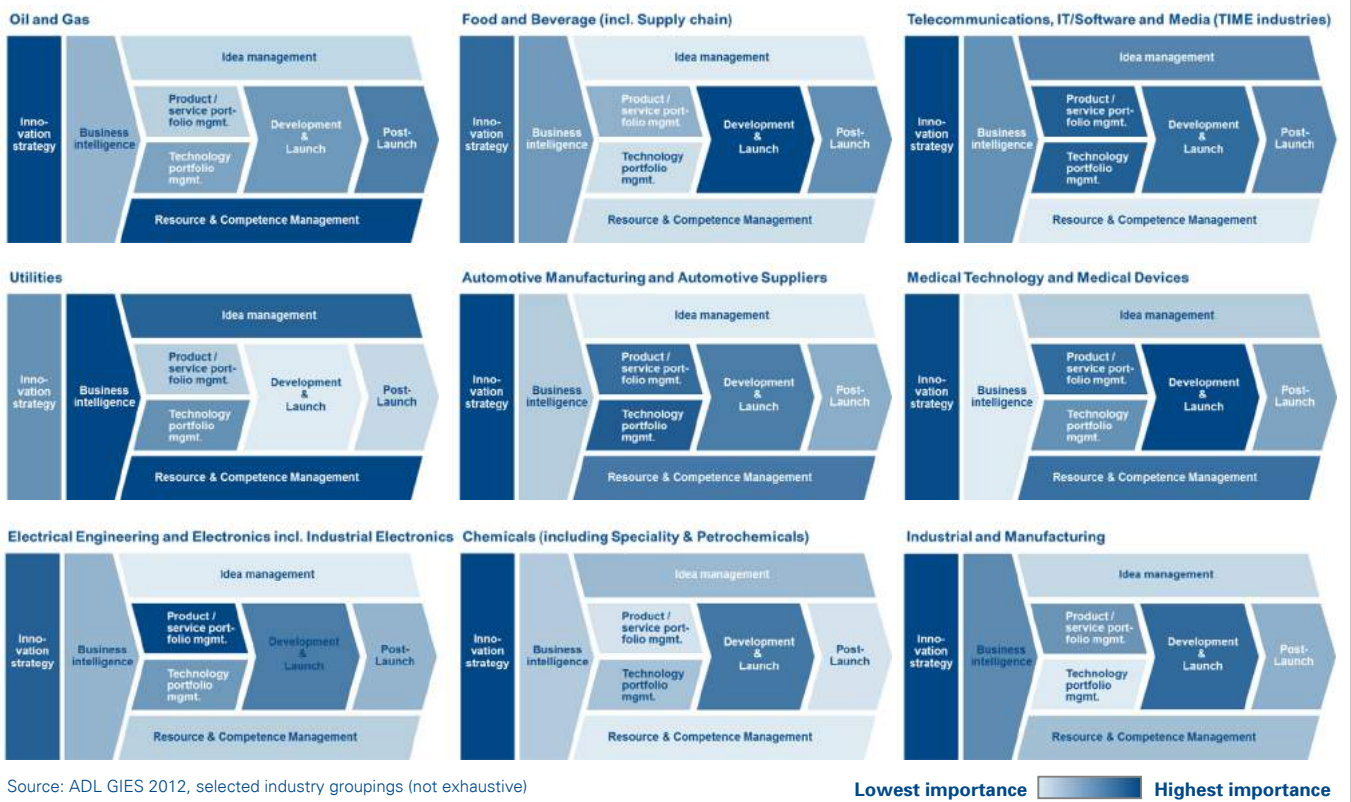 Oil and Gas
Idea management
Inno-
vation
strategy
Business
intelligence
Product /
service port-
folio mgmt.
Technology
portfolio
mgmt.
Development
&
Launch
Post-
Launch
Resource & Competence Management
Food and Beverage (incl. Supply chain)
Idea management
Inno-
vation
strategy
Business
intelligence
Product /
service port-
folio mgmt.
Technology
portfolio
mgmt.
Development
&
Launch
Post-
Launch
Resource & Competence Management
Telecommunications, IT/Software and Media (TIME industries)
Idea management
Inno-
vation
strategy
Business
intelligence
Product /
service port-
folio mgmt.
Technology
portfolio
mgmt.
Development
&
Launch
Post-
Launch
Resource & Competence Management
Utilities
Idea management
Inno-
vation
strategy
Business
intelligence
Product /
service port-
folio mgmt.
Technology
portfolio
mgmt.
Development
&
Launch
Post-
Launch
Resource & Competence Management
Automotive Manufacturing and Automotive Suppliers
Idea management
Inno-
vation
strategy
Business
intelligence
Product /
service port-
folio mgmt.
Technology
portfolio
mgmt.
Development
&
Launch
Post-
Launch
Resource & Competence Management
Medical Technology and Medical Devices
Idea management
Inno-
vation
strategy
Business
intelligence
Product /
service port-
folio mgmt.
Technology
portfolio
mgmt.
Development
&
Launch
Post-
Launch
Resource & Competence Management
Electrical Engineering and Electronics incl. Industrial Electronics
Idea management
Inno-
vation
strategy
Business
intelligence
Product /
service port-
folio mgmt.
Technology
portfolio
mgmt.
Development
&
Launch
Post-
Launch
Resource & Competence Management
Chemicals (including Speciality & Petrochemicals)
Idea management
Inno-
vation
strategy
Business
intelligence
Product /
service port-
folio mgmt.
Technology
portfolio
mgmt.
Development
&
Launch
Post-
Launch
Resource & Competence Management
Industrial and Manufacturing
Idea management
Inno-
vation
strategy
Business
intelligence
Product /
service port-
folio mgmt.
Technology
portfolio
mgmt.
Development
&
Launch
Post-
Launch
Resource & Competence Management
Source: ADL GIES 2012, selected industry groupings (not exhaustive)
Lowest importance
Highest importance